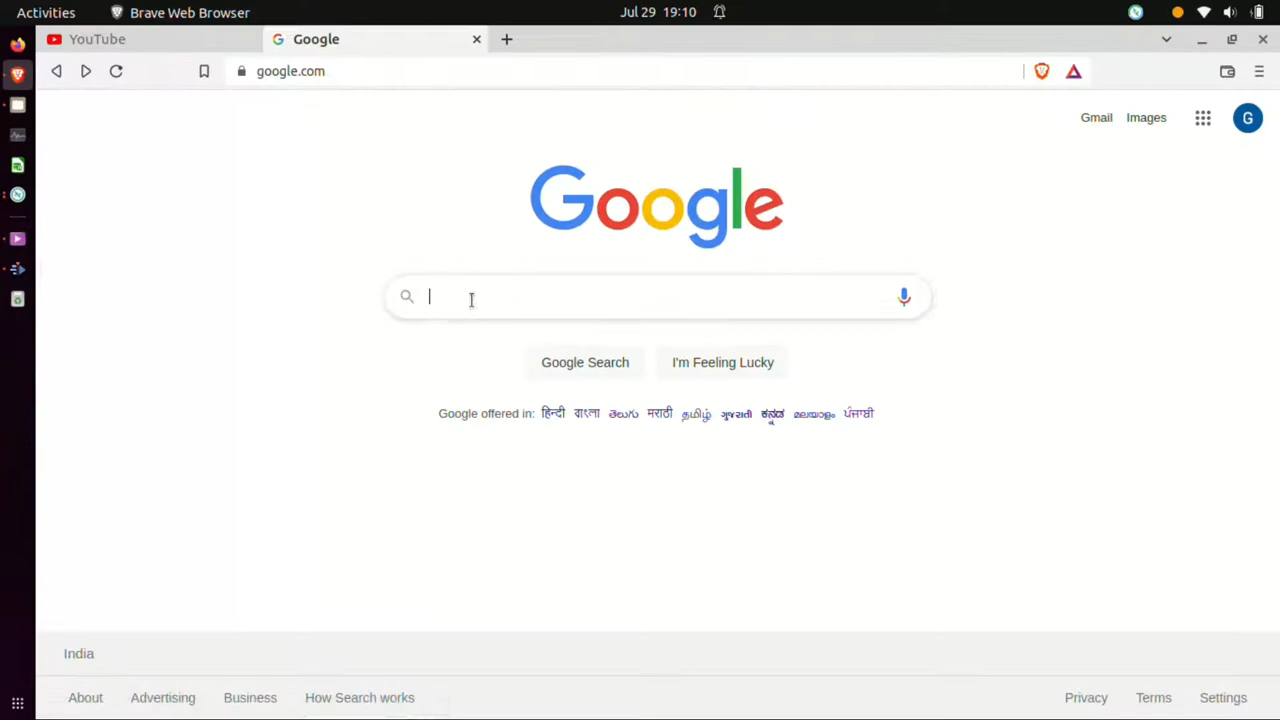 Activities Brave Web Browser Jul 29 19:10
YouTube Google
google.com
Gmail Images G
Google
Google Search I'm Feeling Lucky
Google offered in: हिन्दी বাংলা తెలుగు मराठी தமிழ் ગુજરાતી ಕನ್ನಡ മലയാളം ਪੰਜਾਬੀ
India
About Advertising Business How Search works Privacy Terms Settings